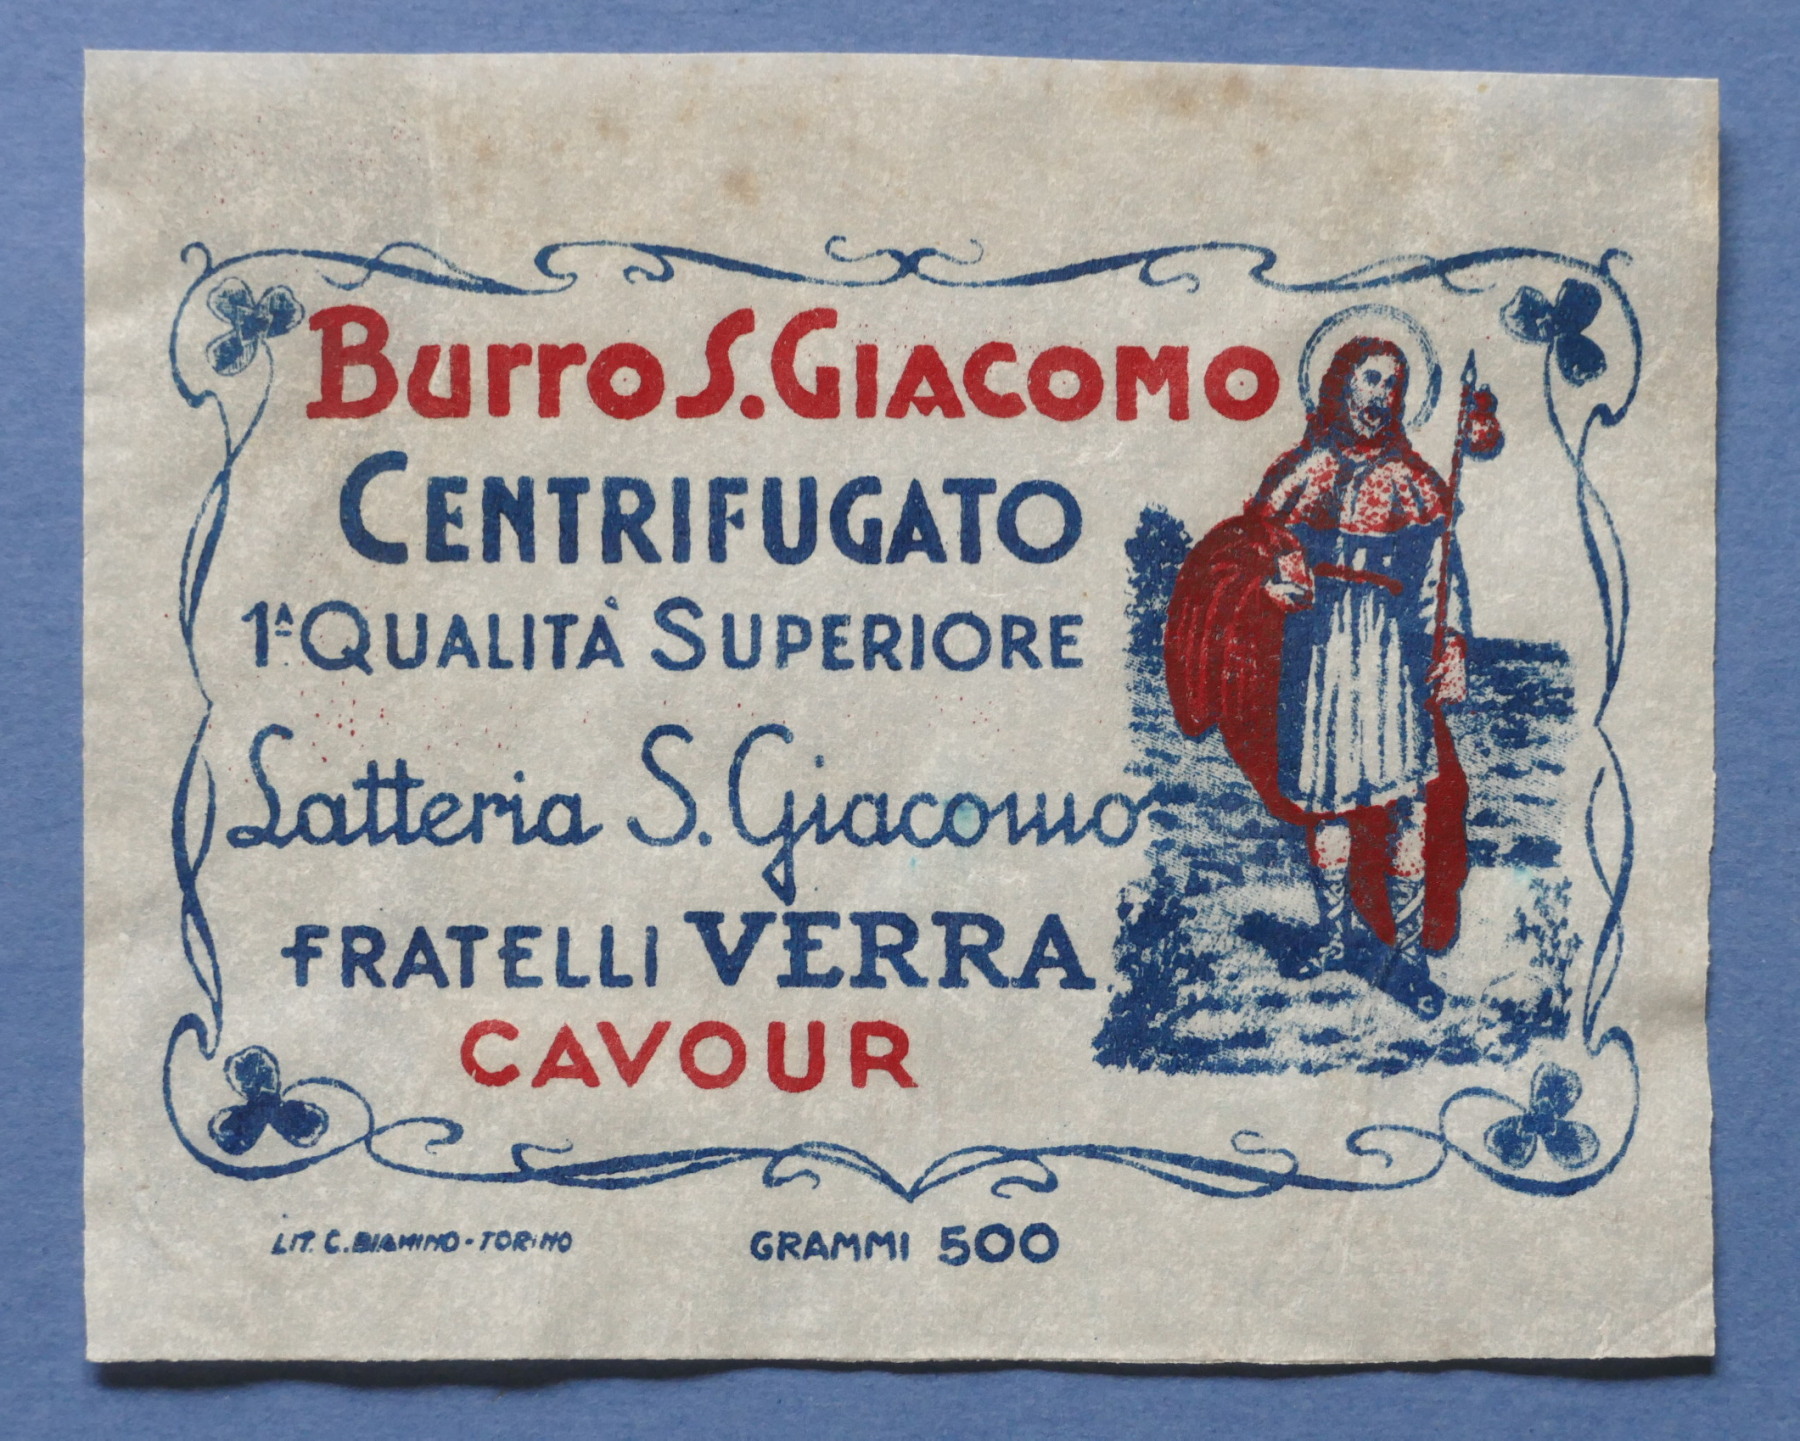 Burro S. Giacomo
CENTRIFUGATO
1ᴬ QUALITÀ SUPERIORE
Latteria S. Giacomo
FRATELLI VERRA
CAVOUR
LIT. C. BIAMINO - TORINO
GRAMMI 500